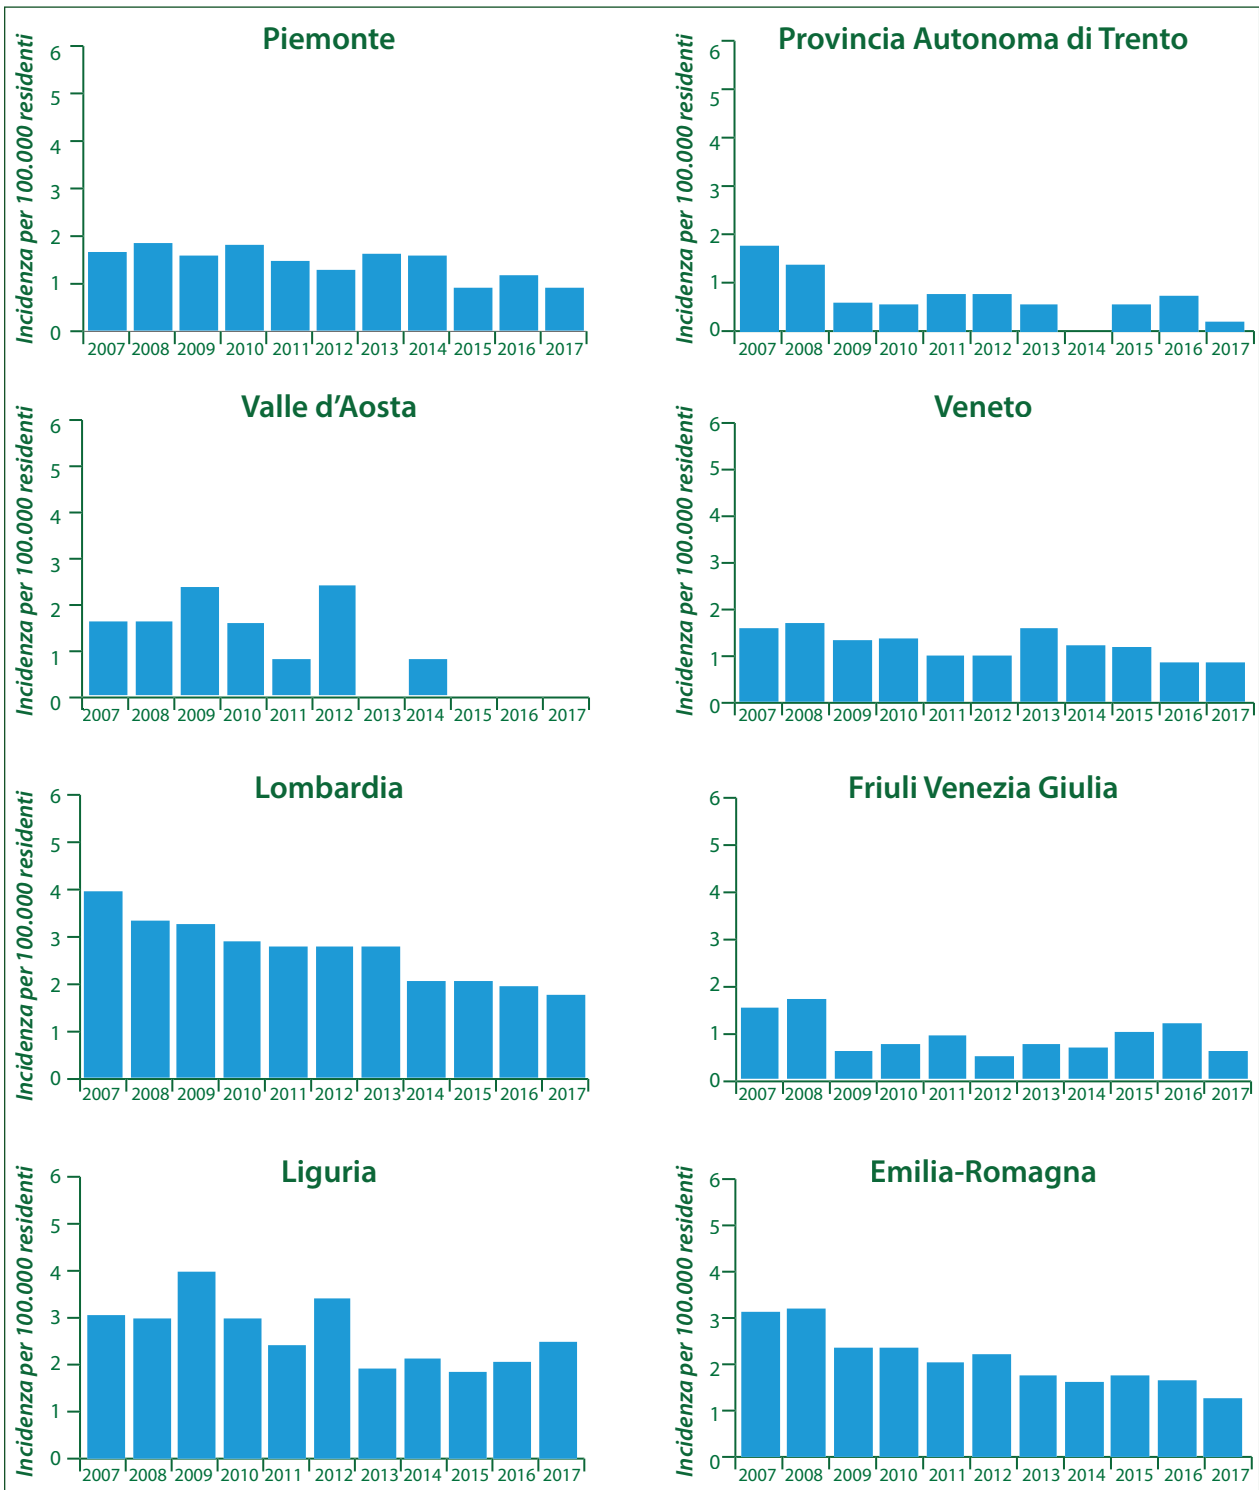 Piemonte
Incidenza per 100.000 residenti
6
5
4
3
2
1
0
2007 2008 2009 2010 2011 2012 2013 2014 2015 2016 2017
Provincia Autonoma di Trento
Incidenza per 100.000 residenti
6
5
4
3
2
1
0
2007 2008 2009 2010 2011 2012 2013 2014 2015 2016 2017
Valle d’Aosta
Incidenza per 100.000 residenti
6
5
4
3
2
1
0
2007 2008 2009 2010 2011 2012 2013 2014 2015 2016 2017
Veneto
Incidenza per 100.000 residenti
6
5
4
3
2
1
0
2007 2008 2009 2010 2011 2012 2013 2014 2015 2016 2017
Lombardia
Incidenza per 100.000 residenti
6
5
4
3
2
1
0
2007 2008 2009 2010 2011 2012 2013 2014 2015 2016 2017
Friuli Venezia Giulia
Incidenza per 100.000 residenti
6
5
4
3
2
1
0
2007 2008 2009 2010 2011 2012 2013 2014 2015 2016 2017
Liguria
Incidenza per 100.000 residenti
6
5
4
3
2
1
0
2007 2008 2009 2010 2011 2012 2013 2014 2015 2016 2017
Emilia-Romagna
Incidenza per 100.000 residenti
6
5
4
3
2
1
0
2007 2008 2009 2010 2011 2012 2013 2014 2015 2016 2017